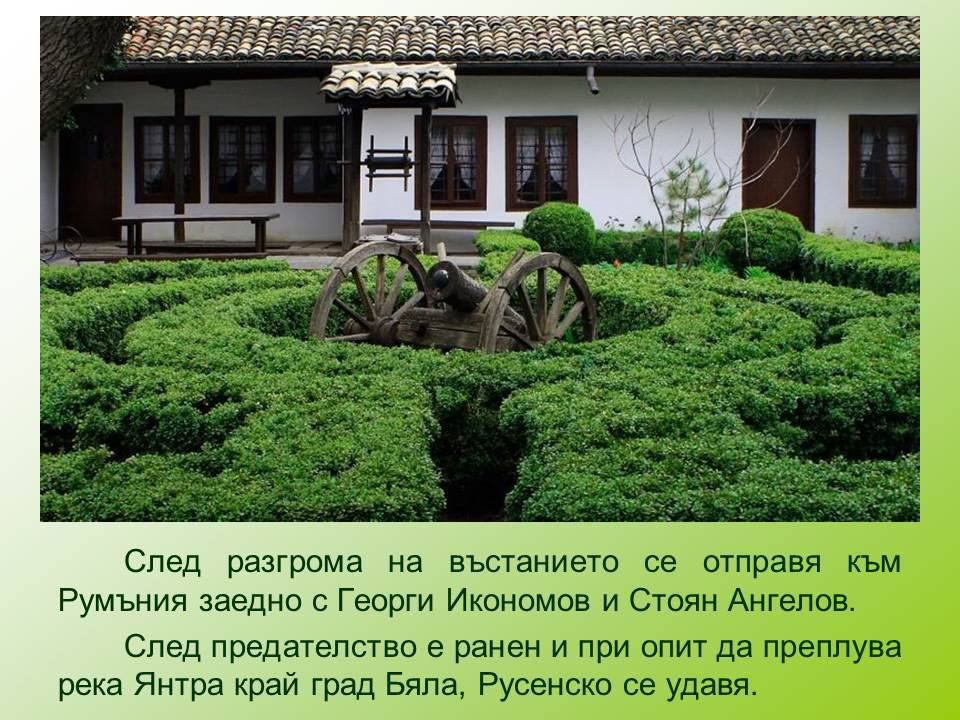 След разгрома на въстанието се отправя към
Румъния заедно с Георги Икономов и Стоян Ангелов.
След предателство е ранен и при опит да преплува
река Янтра край град Бяла, Русенско се удавя.